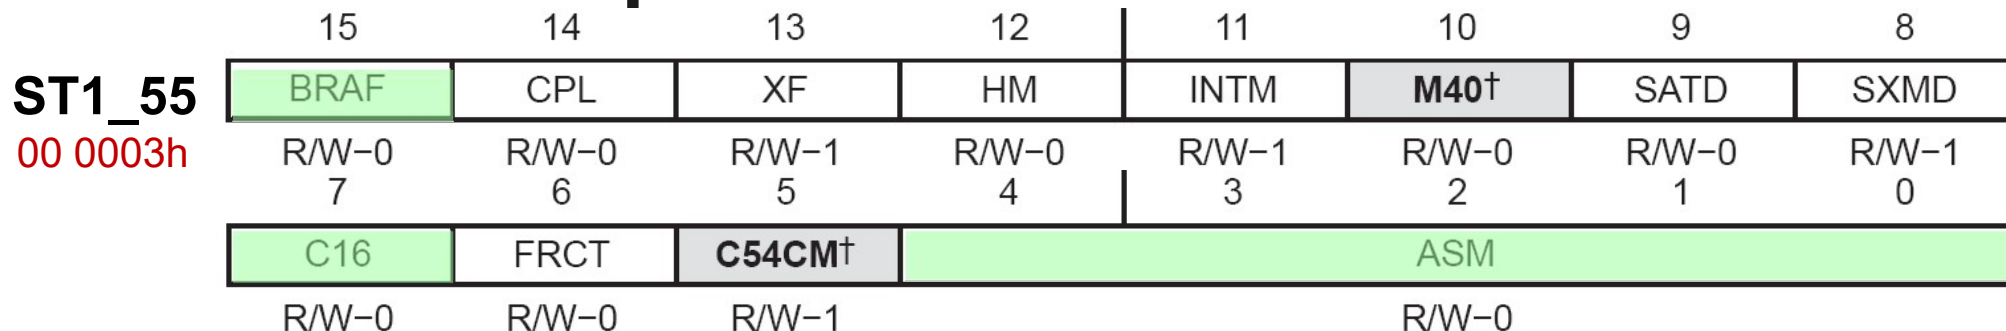 15 14 13 12 11 10 9 8
ST1_55 BRAF CPL XF HM INTM M40† SATD SXMD
00 0003h R/W−0 R/W−0 R/W−1 R/W−0 R/W−1 R/W−0 R/W−0 R/W−1
7 6 5 4 3 2 1 0
C16 FRCT C54CM† ASM
R/W−0 R/W−0 R/W−1 R/W−0